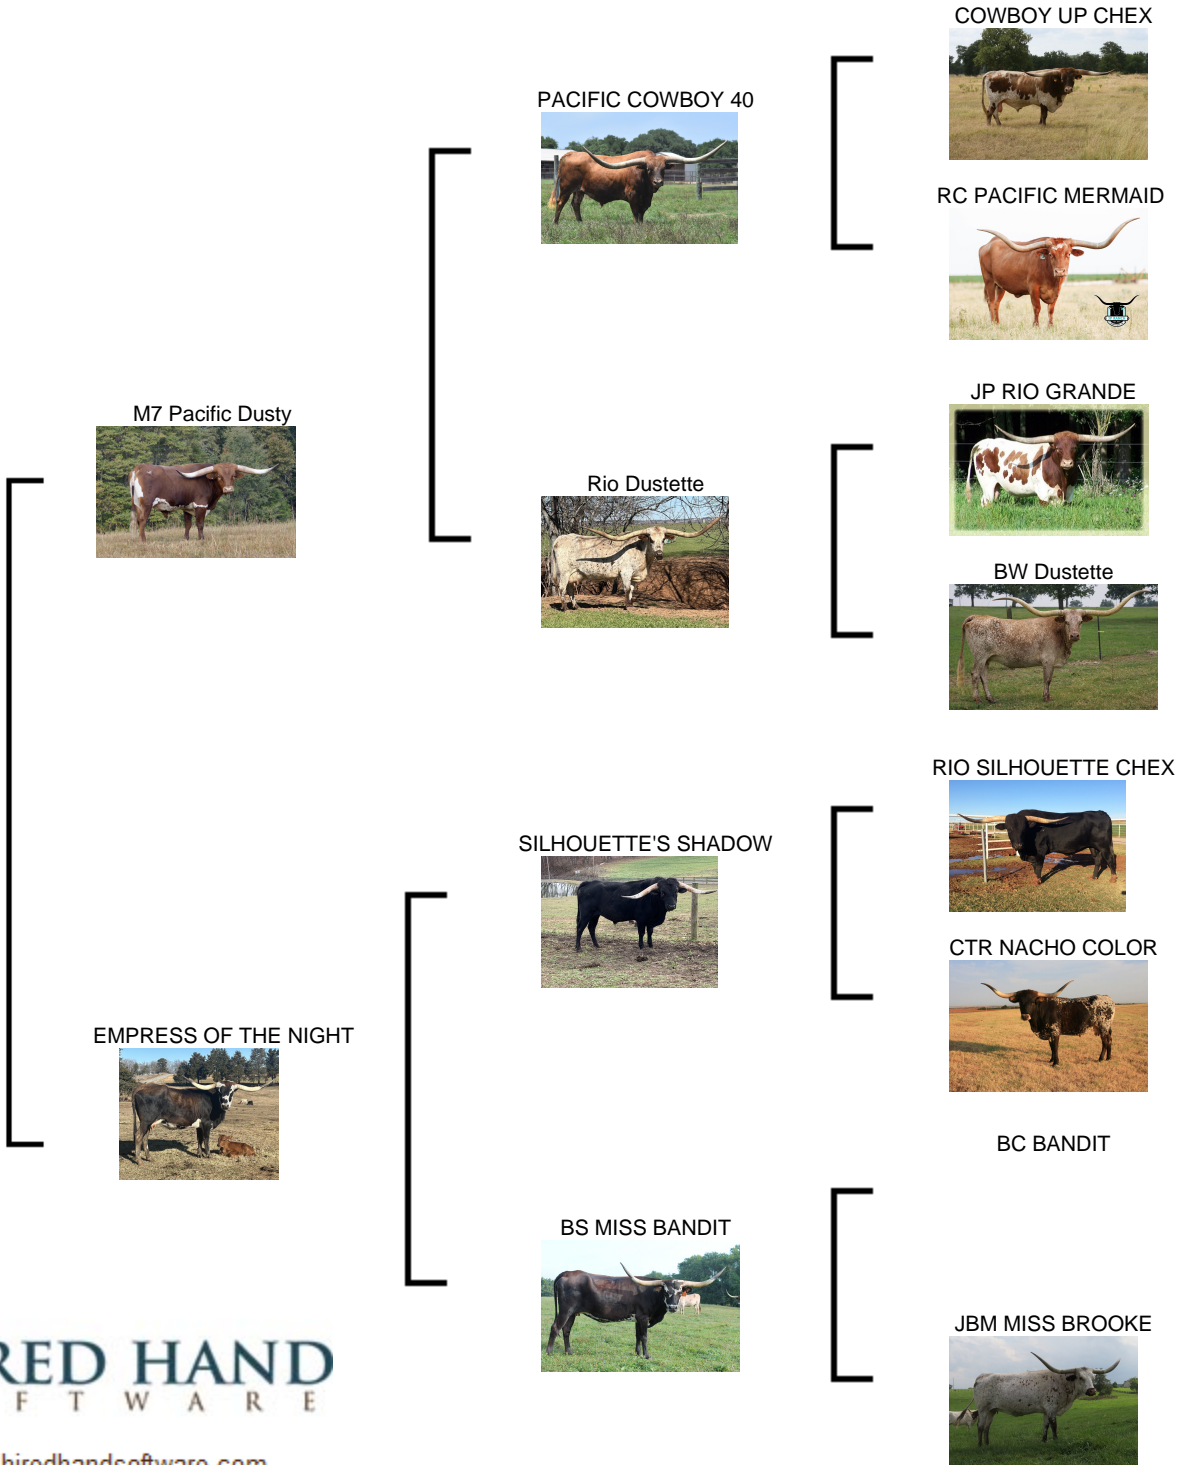 COWBOY UP CHEX
PACIFIC COWBOY 40
RC PACIFIC MERMAID
M7 Pacific Dusty
JP RIO GRANDE
Rio Dustette
BW Dustette
RIO SILHOUETTE CHEX
SILHOUETTE'S SHADOW
CTR NACHO COLOR
EMPRESS OF THE NIGHT
BC BANDIT
BS MISS BANDIT
JBM MISS BROOKE
RED HAND
F T W A R E
hiredhandsoftware.com